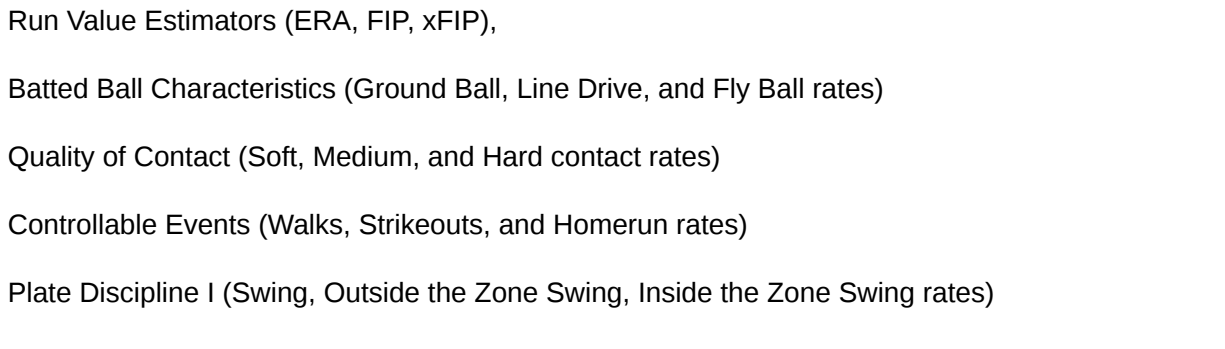 Run Value Estimators (ERA, FIP, xFIP),
Batted Ball Characteristics (Ground Ball, Line Drive, and Fly Ball rates)
Quality of Contact (Soft, Medium, and Hard contact rates)
Controllable Events (Walks, Strikeouts, and Homerun rates)
Plate Discipline I (Swing, Outside the Zone Swing, Inside the Zone Swing rates)